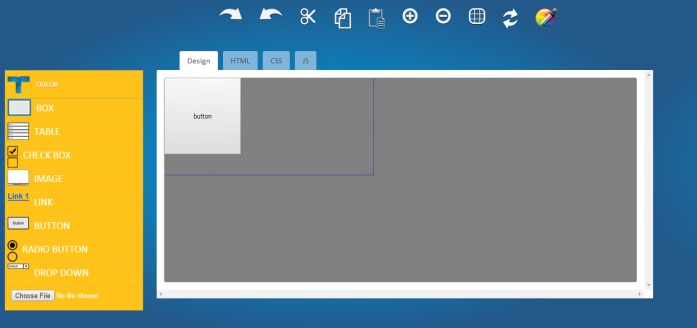 Design HTML CSS JS
TAILOR
BOX
TABLE
CHECK BOX
IMAGE
Link 1 LINK
Button BUTTON
RADIO BUTTON
DROP DOWN
Choose File No file chosen
button